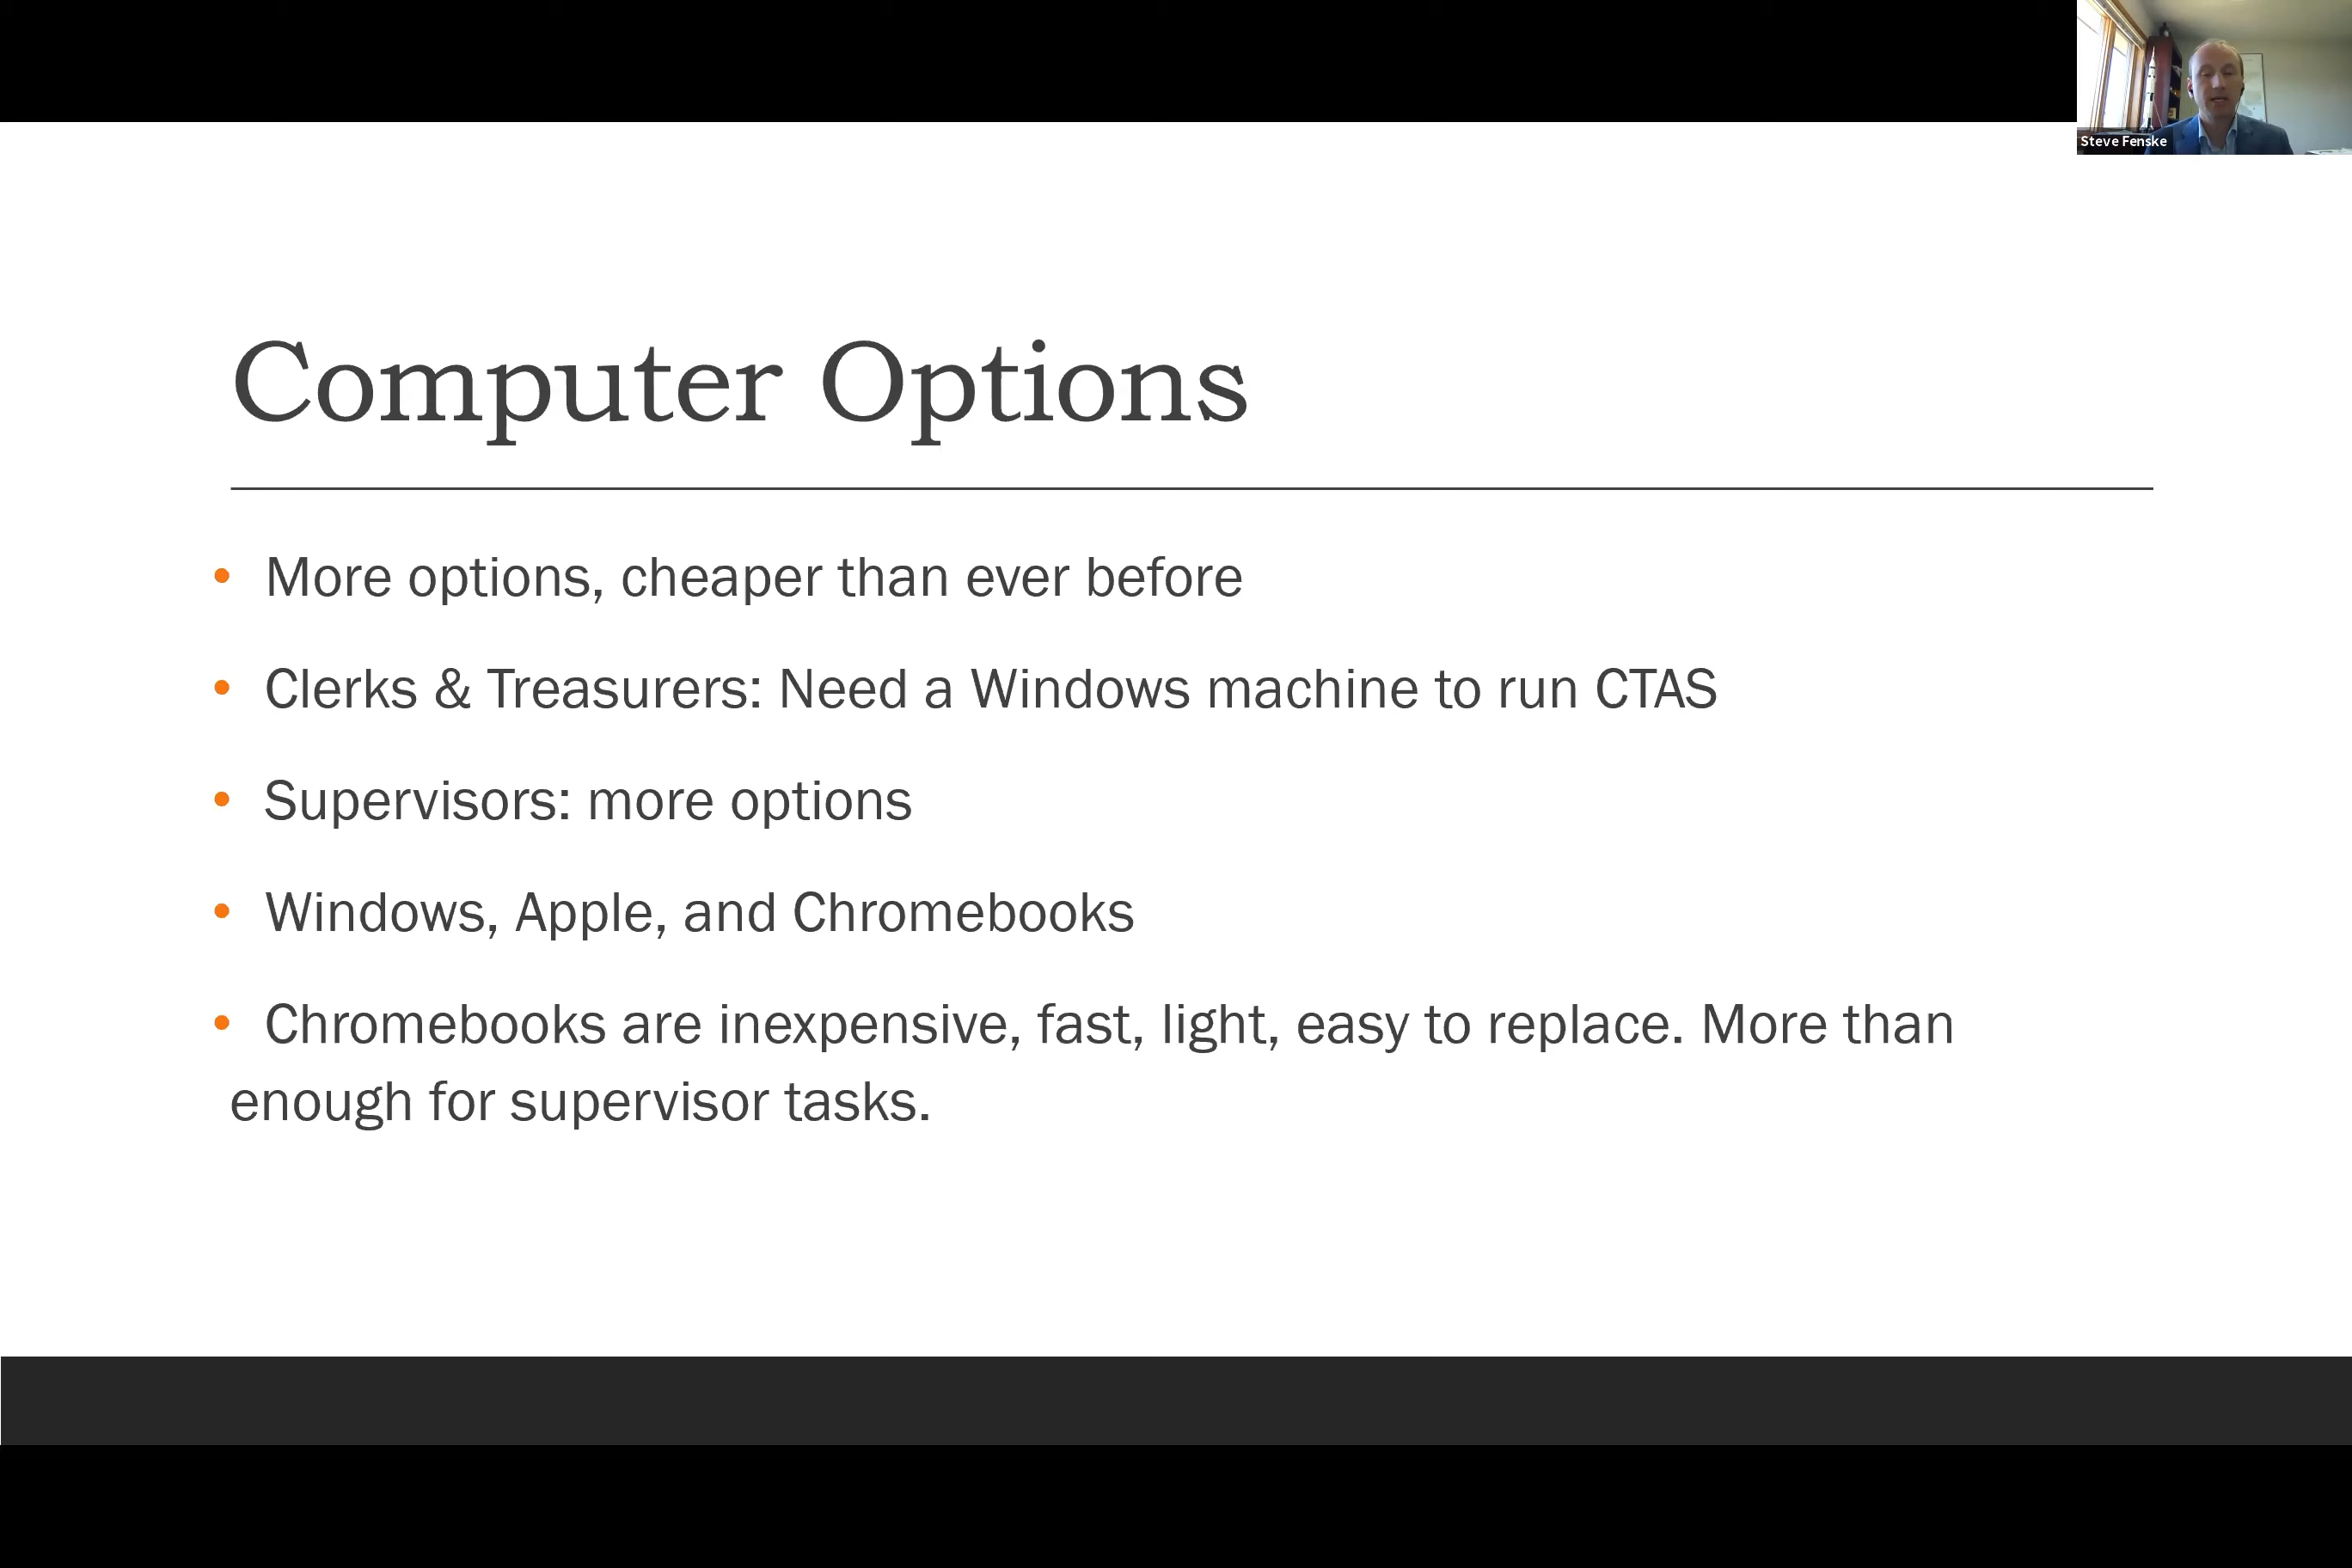 Steve Fenske
Computer Options
• More options, cheaper than ever before
• Clerks & Treasurers: Need a Windows machine to run CTAS
• Supervisors: more options
• Windows, Apple, and Chromebooks
• Chromebooks are inexpensive, fast, light, easy to replace. More than
enough for supervisor tasks.